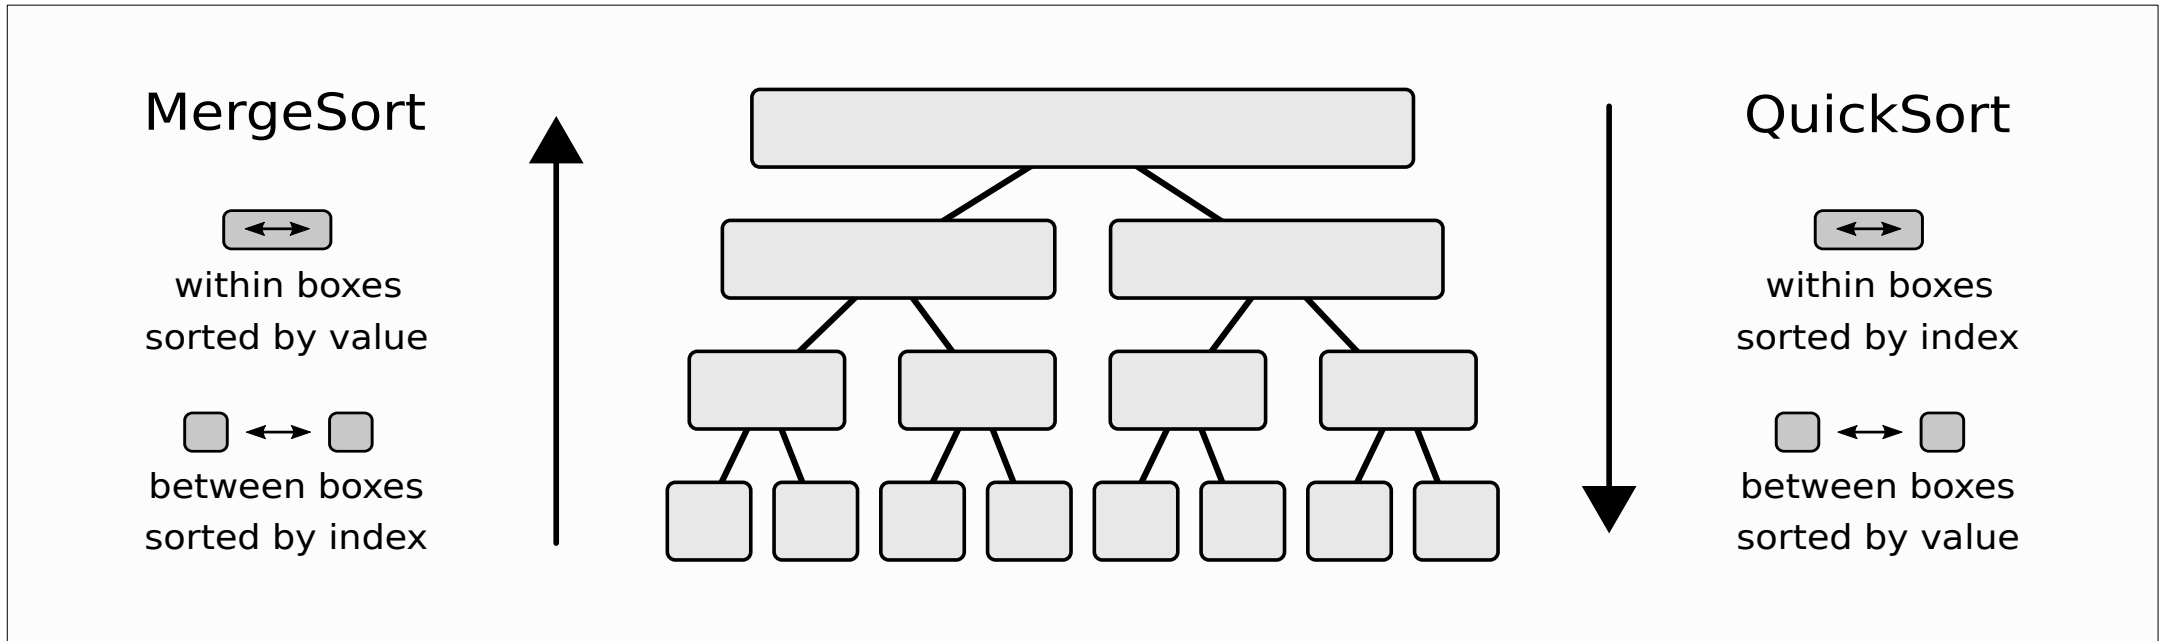 MergeSort
within boxes
sorted by value
between boxes
sorted by index
QuickSort
within boxes
sorted by index
between boxes
sorted by value